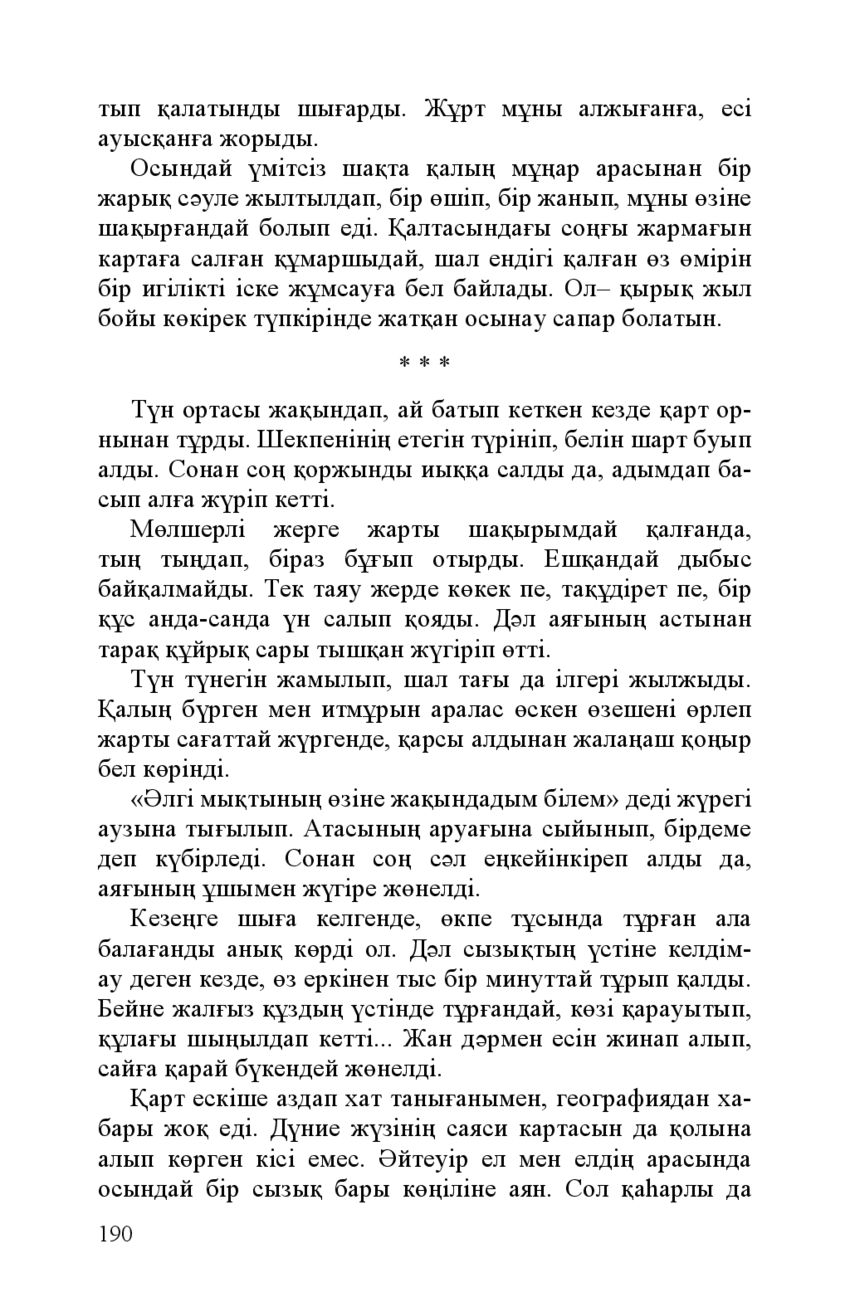 тып қалатынды шығарды. Жұрт мұны алжығанға, есі
ауысқанға жорыды.
Осындай үмітсіз шақта қалың мұңар арасынан бір
жарық сәуле жылтылдап, бір өшіп, бір жанып, мұны өзіне
шақырғандай болып еді. Қалтасындағы соңғы жармағын
картаға салған құмаршыдай, шал ендігі қалған өз өмірін
бір игілікті іске жұмсауға бел байлады. Ол– қырық жыл
бойы көкірек түпкірінде жатқан осынау сапар болатын.
* * *
Түн ортасы жақындап, ай батып кеткен кезде қарт ор-
нынан тұрды. Шекпенінің етегін түрініп, белін шарт буып
алды. Сонан соң қоржынды иыққа салды да, адымдап ба-
сып алға жүріп кетті.
Мөлшерлі жерге жарты шақырымдай қалғанда,
тың тыңдап, біраз бұғып отырды. Ешқандай дыбыс
байқалмайды. Тек таяу жерде көкек пе, тақұдірет пе, бір
құс анда-санда үн салып қояды. Дәл аяғының астынан
тарақ құйрық сары тышқан жүгіріп өтті.
Түн түнегін жамылып, шал тағы да ілгері жылжыды.
Қалың бүрген мен итмұрын аралас өскен өзешені өрлеп
жарты сағаттай жүргенде, қарсы алдынан жалаңаш қоңыр
бел көрінді.
«Әлгі мықтының өзіне жақындадым білем» деді жүрегі
аузына тығылып. Атасының аруағына сыйынып, бірдеме
деп күбірледі. Сонан соң сәл еңкейінкіреп алды да,
аяғының ұшымен жүгіре жөнелді.
Кезеңге шыға келгенде, өкпе тұсында тұрған ала
балағанды анық көрді ол. Дәл сызықтың үстіне келдім-
ау деген кезде, өз еркінен тыс бір минуттай тұрып қалды.
Бейне жалғыз құздың үстінде тұрғандай, көзі қарауытып,
құлағы шыңылдап кетті... Жан дәрмен есін жинап алып,
сайға қарай бүкендей жөнелді.
Қарт ескіше аздап хат танығанымен, географиядан ха-
бары жоқ еді. Дүние жүзінің саяси картасын да қолына
алып көрген кісі емес. Әйтеуір ел мен елдің арасында
осындай бір сызық бары көңіліне аян. Сол қаһарлы да
190